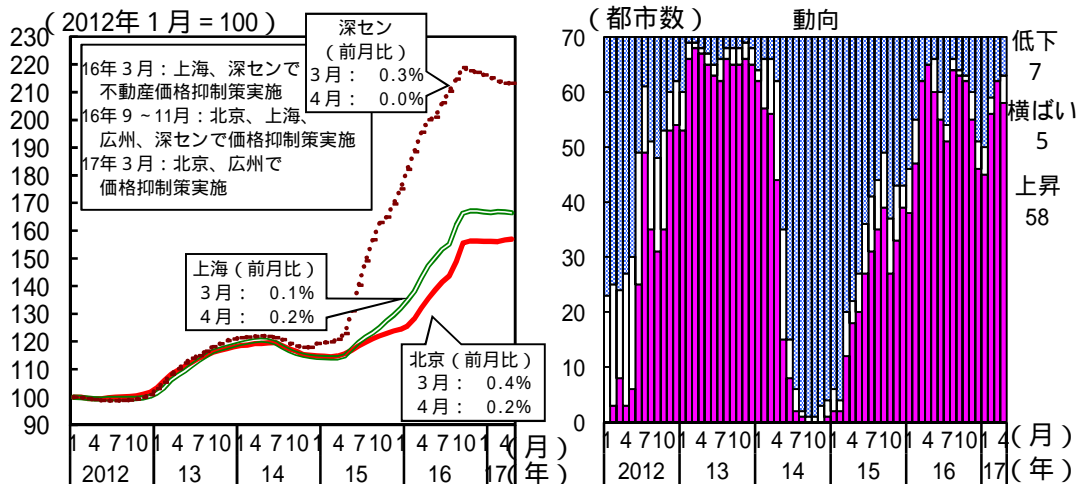 (2012年1月=100)
230
220
210
200
190
180
170
160
150
140
130
120
110
100
90
16年3月:上海、深センで
不動産価格抑制策実施
16年9~11月:北京、上海、
広州、深センで価格抑制策実施
17年3月:北京、広州で
価格抑制策実施
深セン
(前月比)
3月: 0.3%
4月: 0.0%
上海(前月比)
3月: 0.1%
4月: 0.2%
北京(前月比)
3月: 0.4%
4月: 0.2%
1 4 7 10 1 4 7 10 1 4 7 10 1 4 7 10 1 4 7 10 1 4 (月)
2012 13 14 15 16 17 (年)
(都市数) 動向
70
60
50
40
30
20
10
0
低下
7
横ばい
5
上昇
58
1 4 7 10 1 4 7 10 1 4 7 10 1 4 7 10 1 4 7 10 1 4 (月)
2012 13 14 15 16 17 (年)